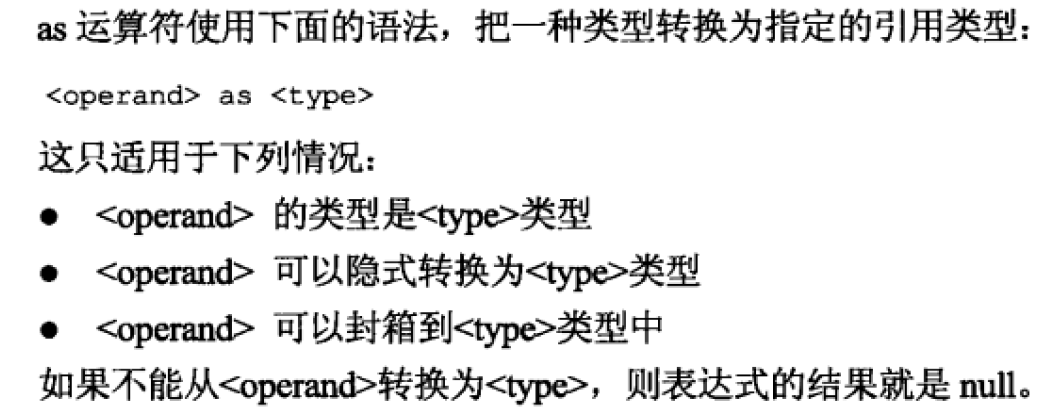 as 运算符使用下面的语法，把一种类型转换为指定的引用类型：
<operand> as <type>
这只适用于下列情况：
● <operand> 的类型是<type>类型
● <operand> 可以隐式转换为<type>类型
● <operand> 可以封箱到<type>类型中
如果不能从<operand>转换为<type>，则表达式的结果就是 null。